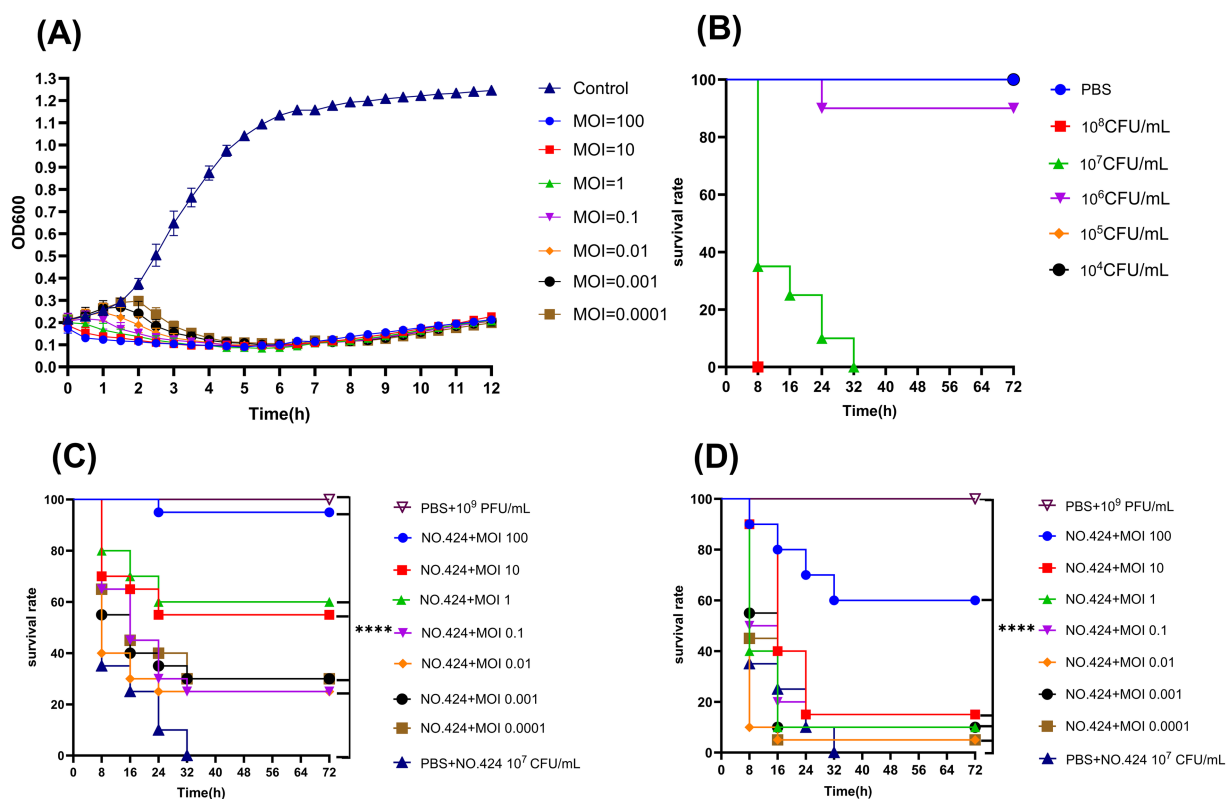 (A)
1.3
1.2
1.1
1.0
0.9
0.8
0.7
0.6
0.5
0.4
0.3
0.2
0.1
0.0
OD600
0 1 2 3 4 5 6 7 8 9 10 11 12
Time(h)
Control
MOI=100
MOI=10
MOI=1
MOI=0.1
MOI=0.01
MOI=0.001
MOI=0.0001
(B)
100
80
60
40
20
0
survival rate
0 8 16 24 32 40 48 56 64 72
Time(h)
PBS
10⁸CFU/mL
10⁷CFU/mL
10⁶CFU/mL
10⁵CFU/mL
10⁴CFU/mL
(C)
100
80
60
40
20
0
survival rate
0 8 16 24 32 40 48 56 64 72
Time(h)
****
PBS+10⁹ PFU/mL
NO.424+MOI 100
NO.424+MOI 10
NO.424+MOI 1
NO.424+MOI 0.1
NO.424+MOI 0.01
NO.424+MOI 0.001
NO.424+MOI 0.0001
PBS+NO.424 10⁷ CFU/mL
(D)
100
80
60
40
20
0
survival rate
0 8 16 24 32 40 48 56 64 72
Time(h)
****
PBS+10⁹ PFU/mL
NO.424+MOI 100
NO.424+MOI 10
NO.424+MOI 1
NO.424+MOI 0.1
NO.424+MOI 0.01
NO.424+MOI 0.001
NO.424+MOI 0.0001
PBS+NO.424 10⁷ CFU/mL